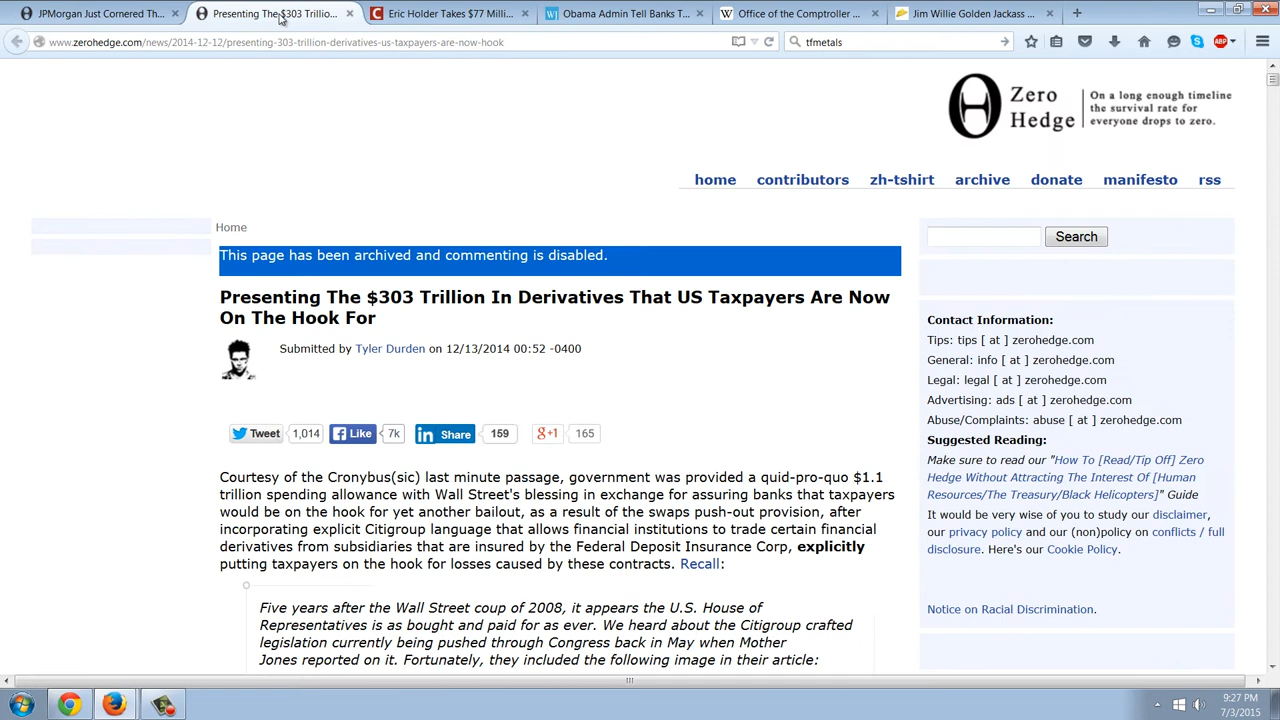 JPMorgan Just Cornered Th...
Presenting The $303 Trillio...
Eric Holder Takes $77 Milli...
Obama Admin Tell Banks T...
Office of the Comptroller ...
Jim Willie Golden Jackass ...
www.zerohedge.com/news/2014-12-12/presenting-303-trillion-derivatives-us-taxpayers-are-now-hook
tfmetals
ABP
Zero
Hedge
On a long enough timeline
the survival rate for
everyone drops to zero.
home contributors zh-tshirt archive donate manifesto rss
Home
This page has been archived and commenting is disabled.
Search
Presenting The $303 Trillion In Derivatives That US Taxpayers Are Now
On The Hook For
Submitted by Tyler Durden on 12/13/2014 00:52 -0400
Tweet 1,014 Like 7k in Share 159 g+1 165
Courtesy of the Cronybus(sic) last minute passage, government was provided a quid-pro-quo $1.1
trillion spending allowance with Wall Street's blessing in exchange for assuring banks that taxpayers
would be on the hook for yet another bailout, as a result of the swaps push-out provision, after
incorporating explicit Citigroup language that allows financial institutions to trade certain financial
derivatives from subsidiaries that are insured by the Federal Deposit Insurance Corp, explicitly
putting taxpayers on the hook for losses caused by these contracts. Recall:
Five years after the Wall Street coup of 2008, it appears the U.S. House of
Representatives is as bought and paid for as ever. We heard about the Citigroup crafted
legislation currently being pushed through Congress back in May when Mother
Jones reported on it. Fortunately, they included the following image in their article:
Contact Information:
Tips: tips [ at ] zerohedge.com
General: info [ at ] zerohedge.com
Legal: legal [ at ] zerohedge.com
Advertising: ads [ at ] zerohedge.com
Abuse/Complaints: abuse [ at ] zerohedge.com
Suggested Reading:
Make sure to read our "How To [Read/Tip Off] Zero
Hedge Without Attracting The Interest Of [Human
Resources/The Treasury/Black Helicopters]" Guide
It would be very wise of you to study our disclaimer,
our privacy policy and our (non)policy on conflicts / full
disclosure. Here's our Cookie Policy.
Notice on Racial Discrimination.
9:27 PM
7/3/2015